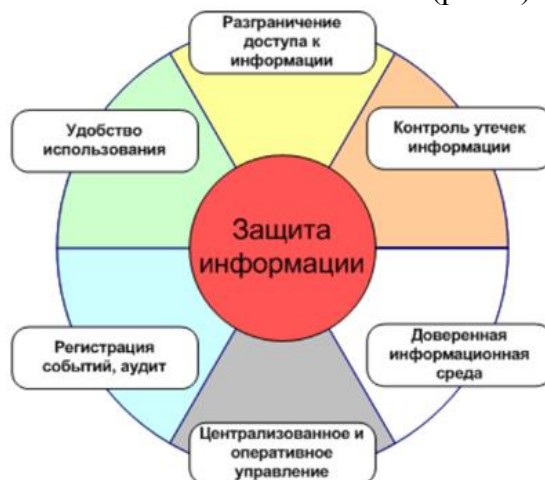 Разграничение
доступа к
информации
Удобство
использования
Контроль утечек
информации
Защита
информации
Регистрация
событий, аудит
Доверенная
информационная
среда
Централизованное и
оперативное
управление